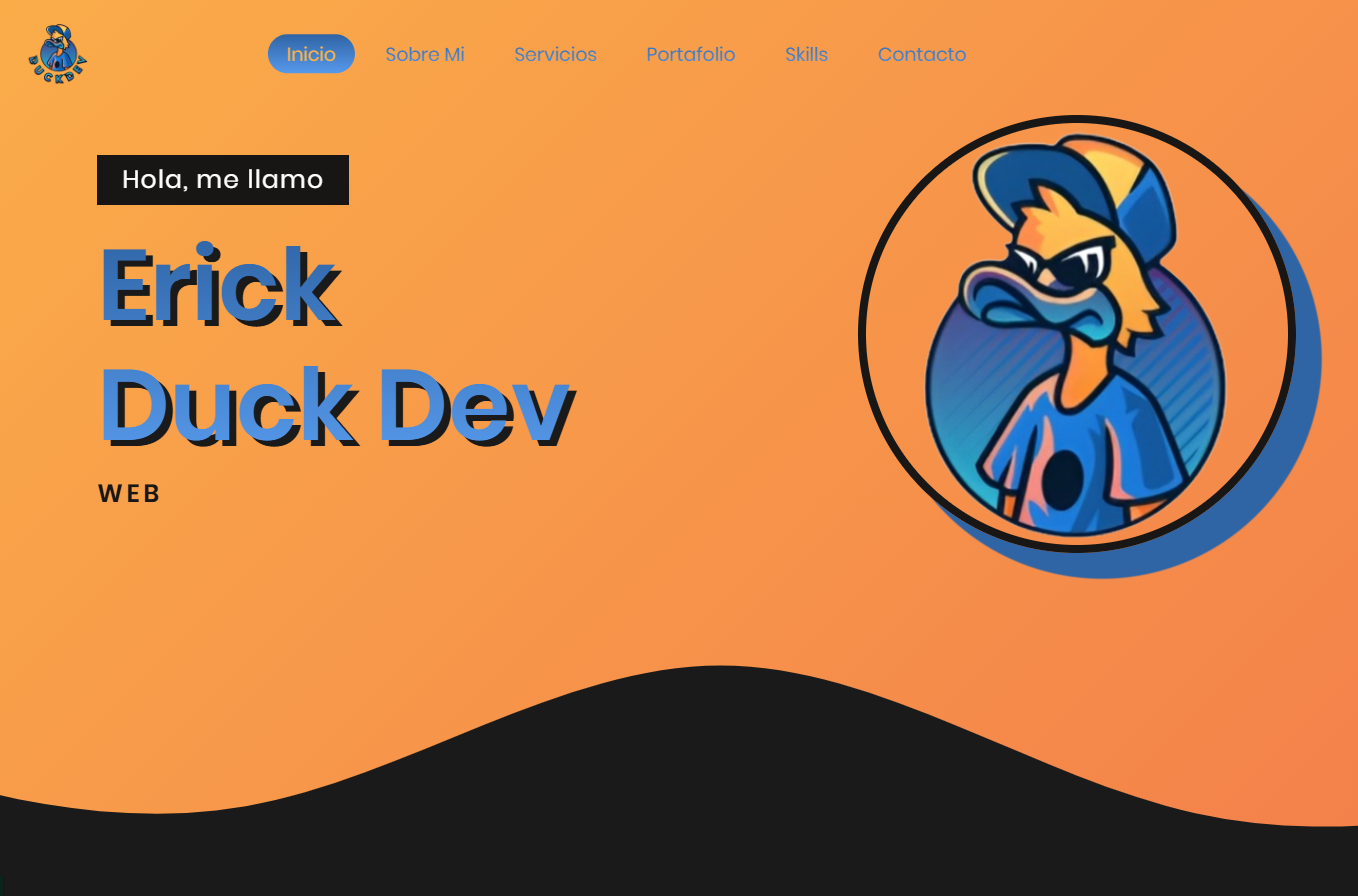 DUCKDEV
Inicio Sobre Mi Servicios Portafolio Skills Contacto
Hola, me llamo
Erick
Duck Dev
WEB